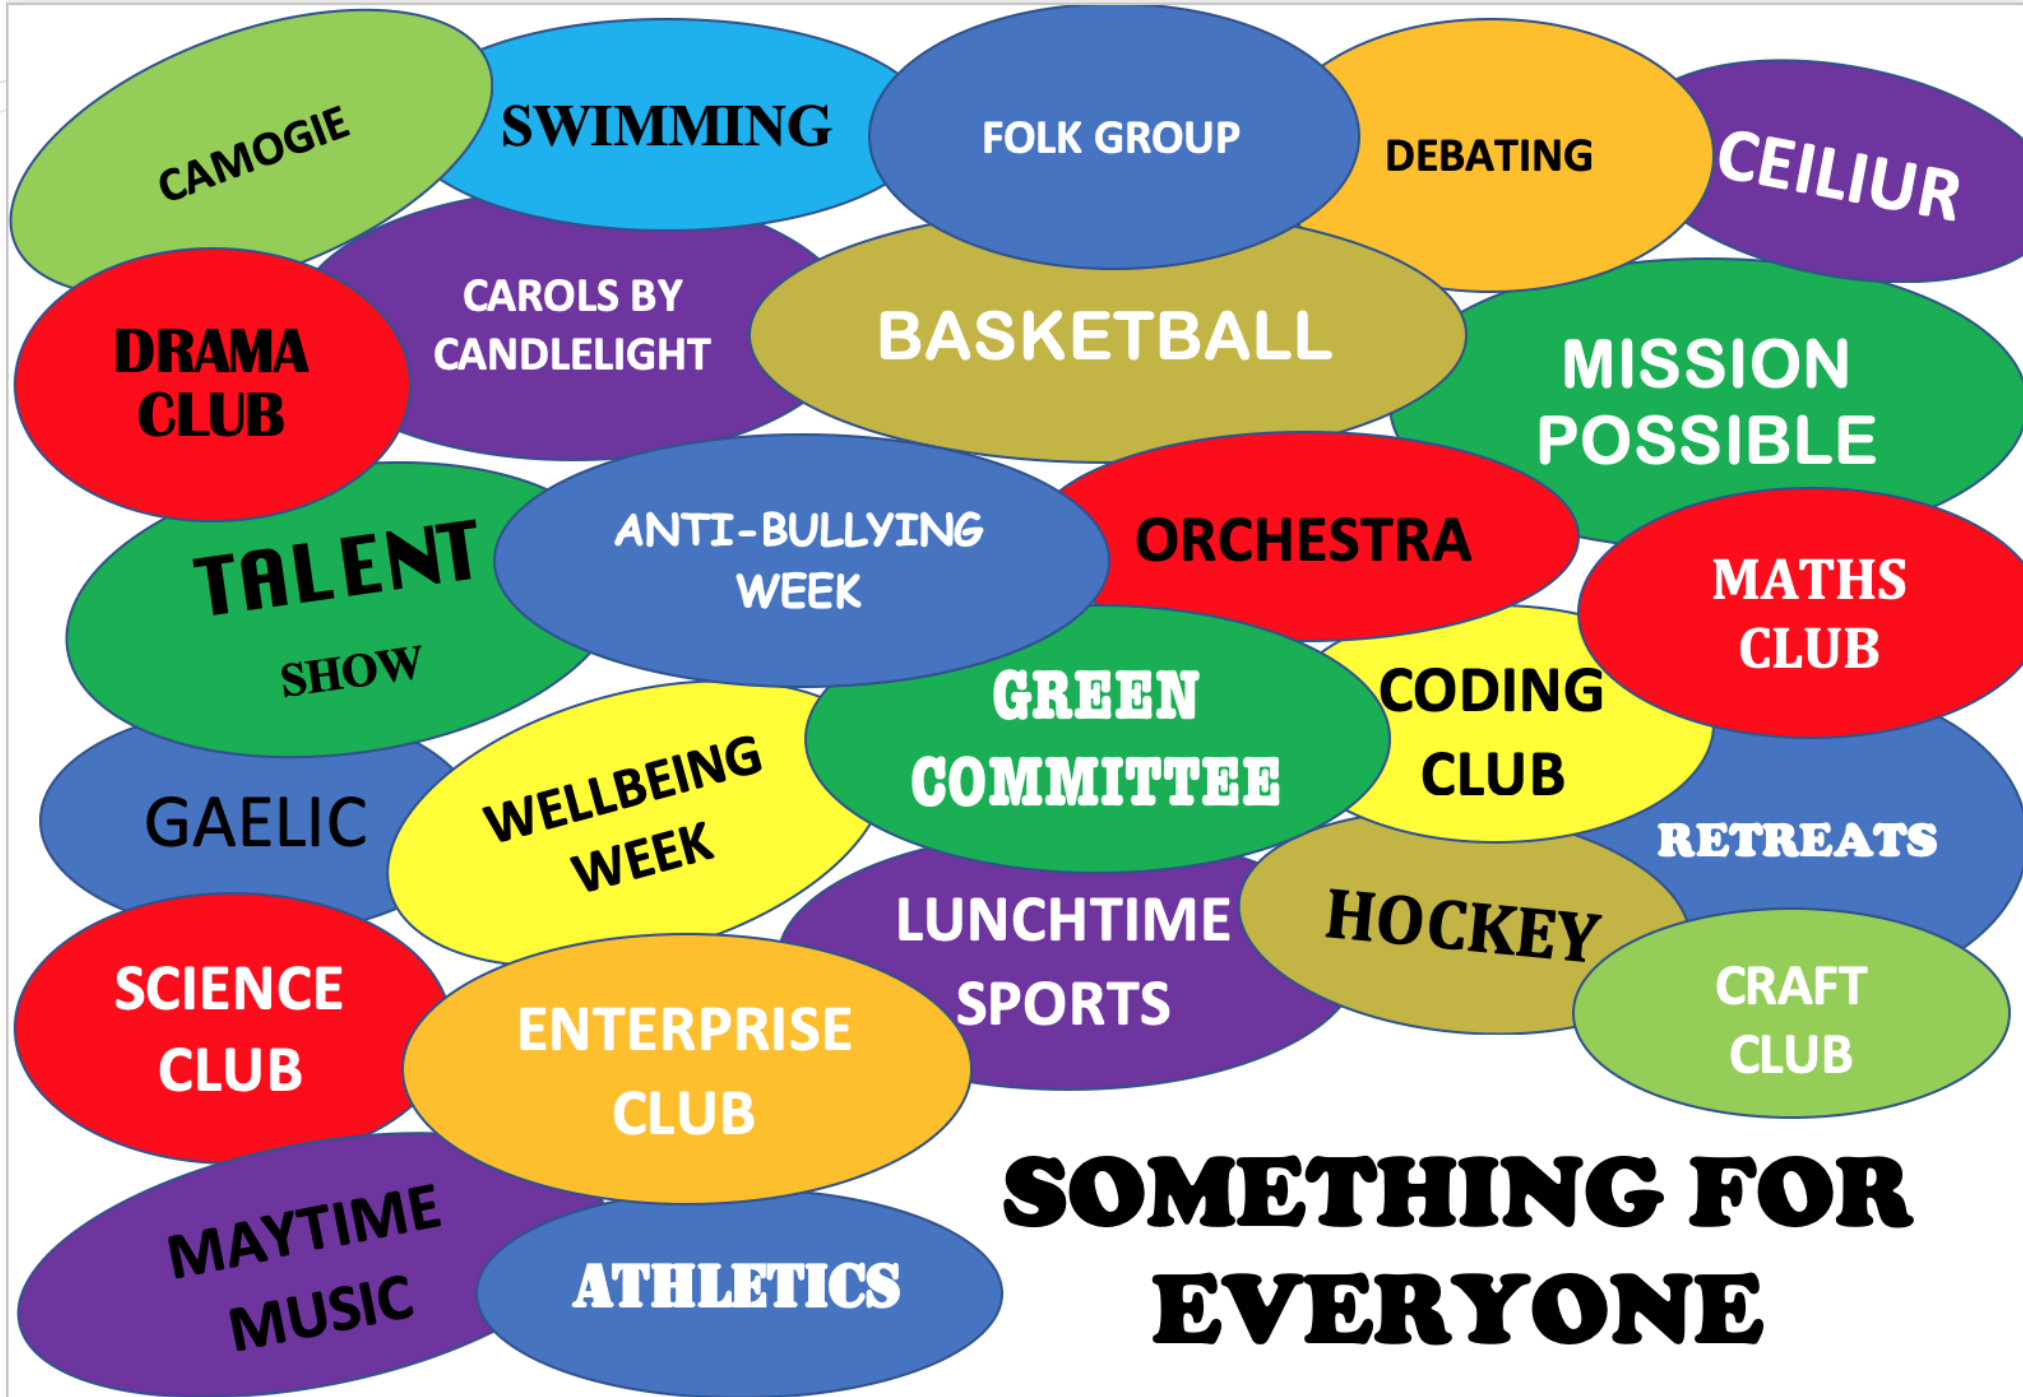 CAMOGIE
SWIMMING
FOLK GROUP
DEBATING
CEILIUR
DRAMA
CLUB
CAROLS BY
CANDLELIGHT
BASKETBALL
MISSION
POSSIBLE
TALENT
SHOW
ANTI-BULLYING
WEEK
ORCHESTRA
MATHS
CLUB
GAELIC
WELLBEING
WEEK
GREEN
COMMITTEE
CODING
CLUB
RETREATS
SCIENCE
CLUB
ENTERPRISE
CLUB
LUNCHTIME
SPORTS
HOCKEY
CRAFT
CLUB
MAYTIME
MUSIC
ATHLETICS
SOMETHING FOR
EVERYONE